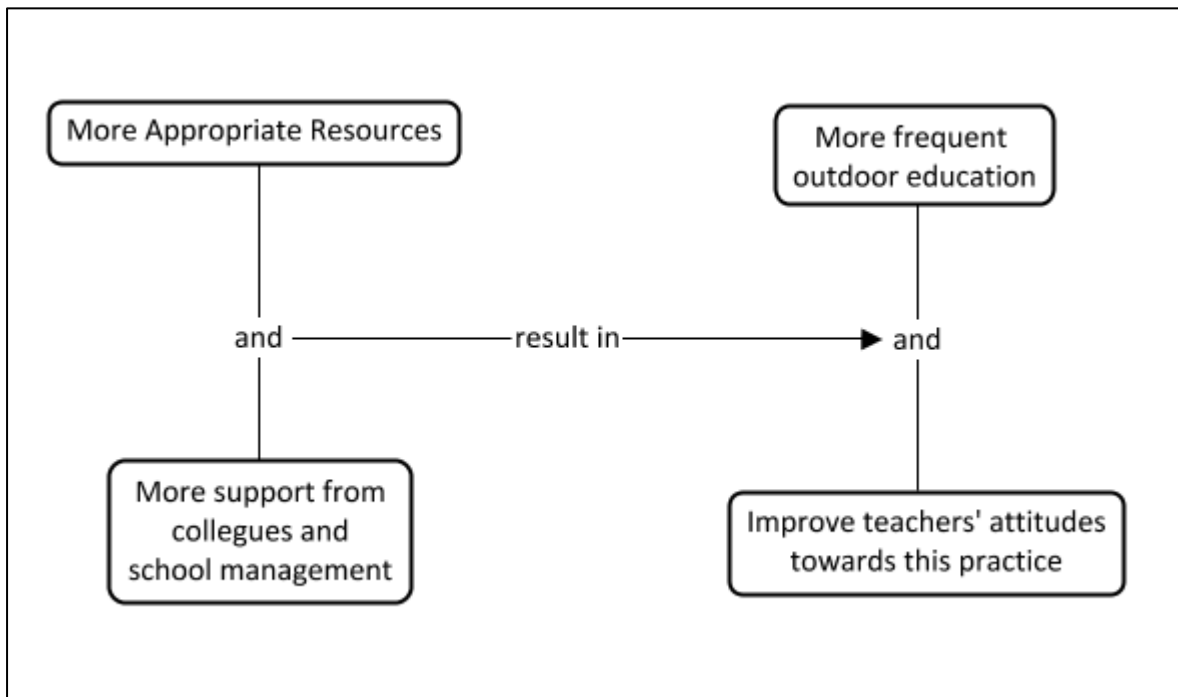 More Appropriate Resources
More frequent
outdoor education
and
result in
and
More support from
collegues and
school management
Improve teachers' attitudes
towards this practice